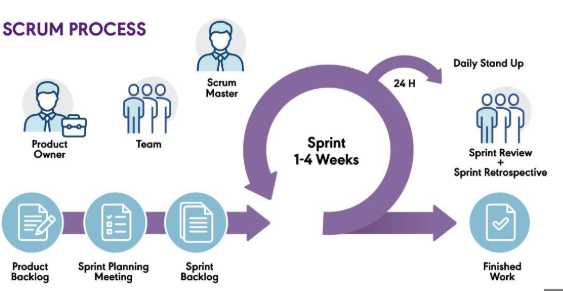 SCRUM PROCESS
Scrum
Master
Product
Owner
Team
Sprint
1-4 Weeks
24 H
Daily Stand Up
Sprint Review
+
Sprint Retrospective
Product
Backlog
Sprint Planning
Meeting
Sprint
Backlog
Finished
Work